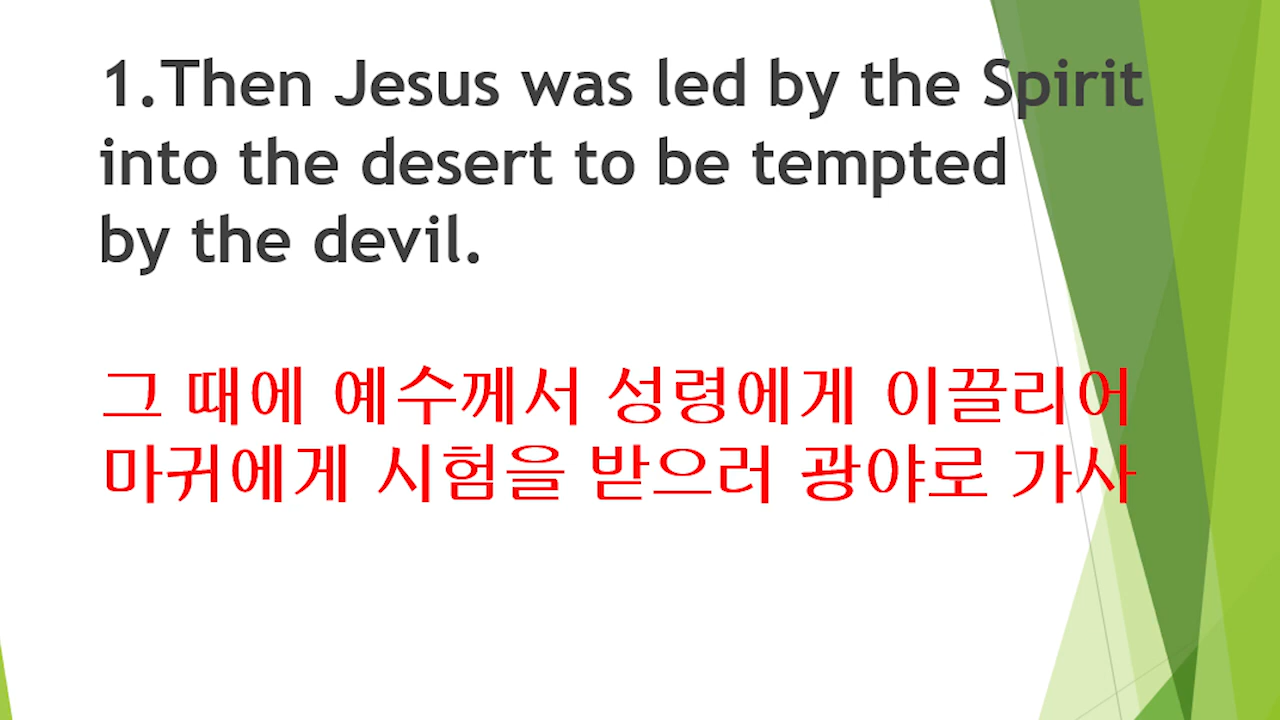 1.Then Jesus was led by the Spirit
into the desert to be tempted
by the devil.
그 때에 예수께서 성령에게 이끌리어
마귀에게 시험을 받으러 광야로 가사